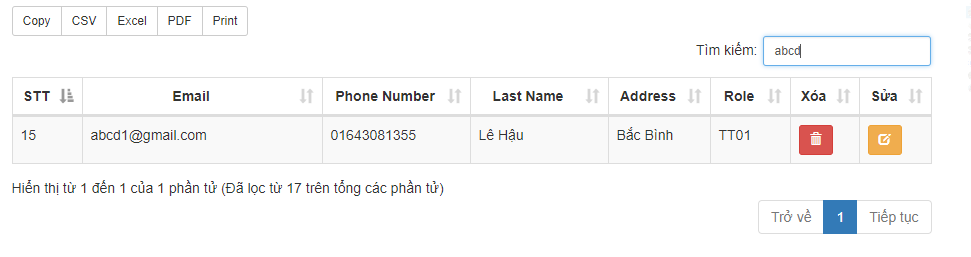 Copy CSV Excel PDF Print
Tìm kiếm: abcd
STT Email Phone Number Last Name Address Role Xóa Sửa
15 abcd1@gmail.com 01643081355 Lê Hậu Bắc Bình TT01
Hiển thị từ 1 đến 1 của 1 phần tử (Đã lọc từ 17 trên tổng các phần tử)
Trở về 1 Tiếp tục